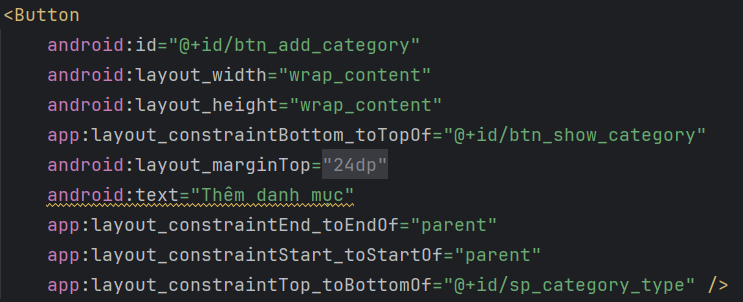 <Button
android:id="@+id/btn_add_category"
android:layout_width="wrap_content"
android:layout_height="wrap_content"
app:layout_constraintBottom_toTopOf="@+id/btn_show_category"
android:layout_marginTop="24dp"
android:text="Thêm danh mục"
app:layout_constraintEnd_toEndOf="parent"
app:layout_constraintStart_toStartOf="parent"
app:layout_constraintTop_toBottomOf="@+id/sp_category_type" />